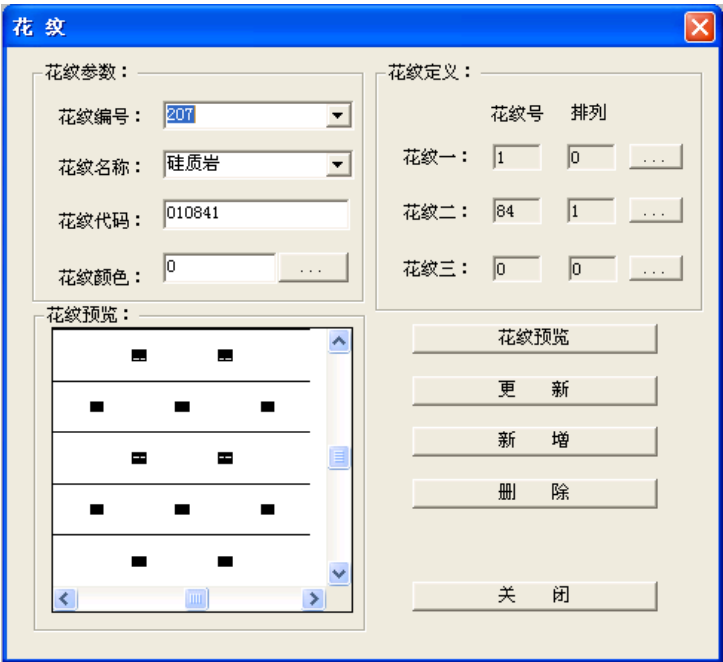 花 纹
花纹参数：
花纹编号： 207
花纹名称： 硅质岩
花纹代码： 010841
花纹颜色： 0 ...
花纹定义：
花纹号 排列
花纹一： 1 0 ...
花纹二： 84 1 ...
花纹三： 0 0 ...
花纹预览：
花纹预览
更 新
新 增
删 除
关 闭